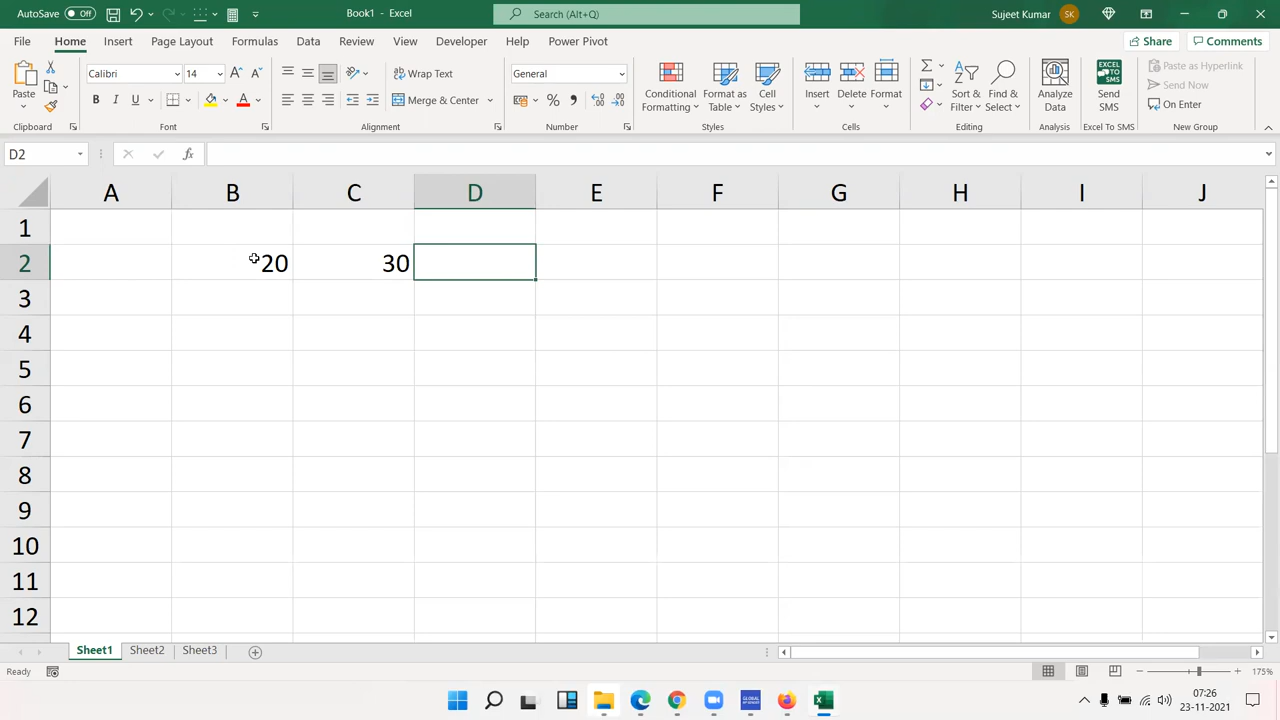 AutoSave Off Book1 - Excel Search (Alt+Q) Sujeet Kumar SK
File Home Insert Page Layout Formulas Data Review View Developer Help Power Pivot Share Comments
Paste Calibri 14 Wrap Text General Conditional Formatting Format as Table Cell Styles Insert Delete Format Sort & Filter Find & Select Analyze Data Send SMS Paste as Hyperlink
B I U A Merge & Center % , Send Now
On Enter
Clipboard Font Alignment Number Styles Cells Editing Analysis Excel To SMS New Group
D2 fx
A B C D E F G H I J
1
2 20 30
3
4
5
6
7
8
9
10
11
12
Sheet1 Sheet2 Sheet3
Ready 175%
07:26
23-11-2021